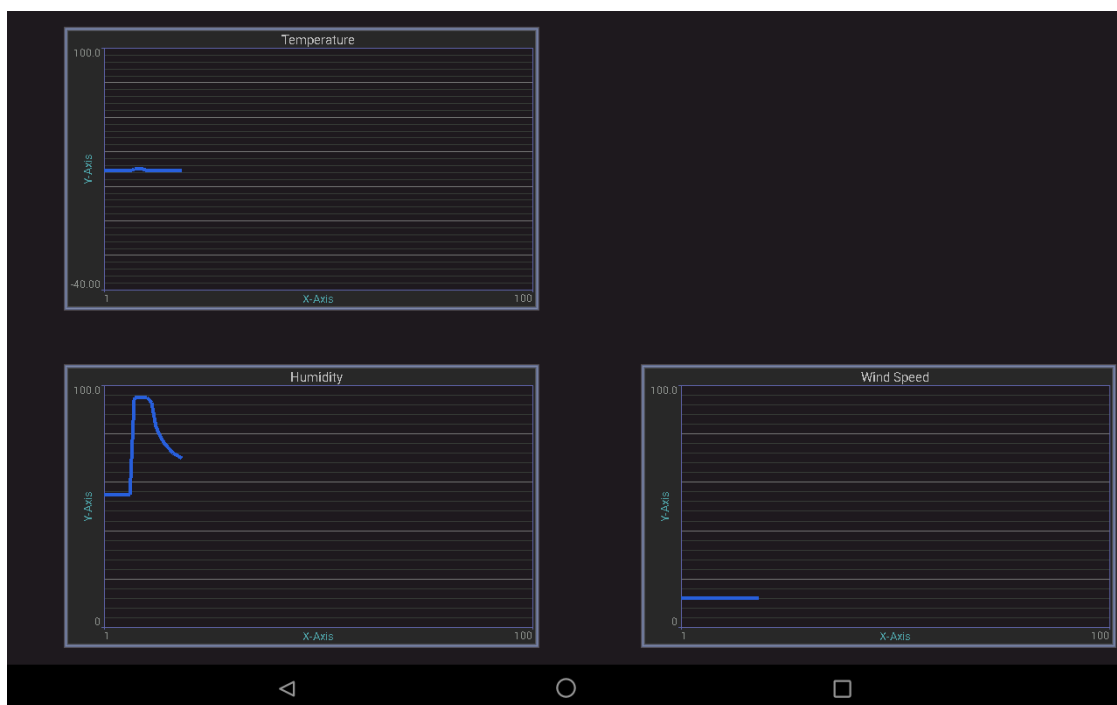 Temperature
100.0
Y-Axis
-40.00
1 X-Axis 100
Humidity
100.0
Y-Axis
0
1 X-Axis 100
Wind Speed
100.0
Y-Axis
0
1 X-Axis 100